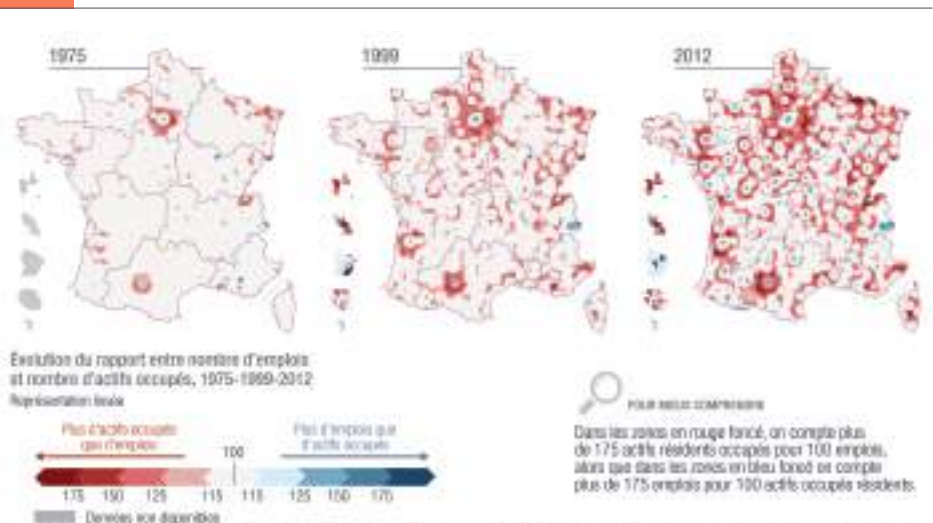 1975
1999
2012
Évolution du rapport entre nombre d'emplois
et nombre d'actifs occupés, 1975-1999-2012
Représentation lissée
Plus d'actifs occupés
que d'emplois
Plus d'emplois que
d'actifs occupés
100
175 150 125 115 115 125 150 175
Données non disponibles
POUR MIEUX COMPRENDRE
Dans les zones en rouge foncé, on compte plus
de 175 actifs résidents occupés pour 100 emplois,
alors que dans les zones en bleu foncé on compte
plus de 175 emplois pour 100 actifs occupés résidents.